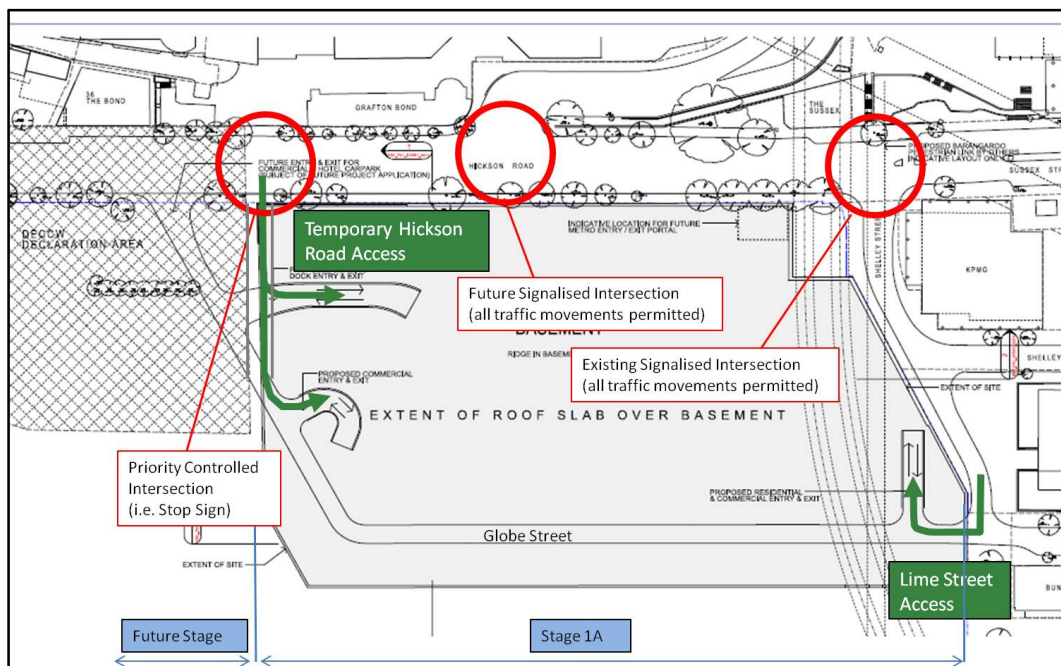 36
THE BOND
GRAFTON BOND
THE
SUSSEX
PROPOSED BARANGAROO
PEDESTRIAN LINK BY OTHERS
INDICATIVE LAYOUT ONLY
HICKSON ROAD
SUSSEX STR
FUTURE ENTRY & EXIT FOR
COMMERCIAL HOTEL CARPARK
(SUBJECT OF FUTURE PROJECT APPLICATION)
DECCW
DECLARATION AREA
Temporary Hickson
Road Access
DOCK ENTRY & EXIT
INDICATIVE LOCATION FOR FUTURE
METRO ENTRY / EXIT PORTAL
SHELLEY STREET
KPMG
Future Signalised Intersection
(all traffic movements permitted)
BASEMENT
RIDGE IN BASEM
Existing Signalised Intersection
(all traffic movements permitted)
SHELLEY
EXTENT OF SITE
PROPOSED COMMERCIAL
ENTRY & EXIT
EXTENT OF ROOF SLAB OVER BASEMENT
Priority Controlled
Intersection
(i.e. Stop Sign)
PROPOSED RESIDENTIAL
& COMMERCIAL ENTRY & EXIT
Globe Street
EXTENT OF SITE
Lime Street
Access
BUN
Future Stage
Stage 1A